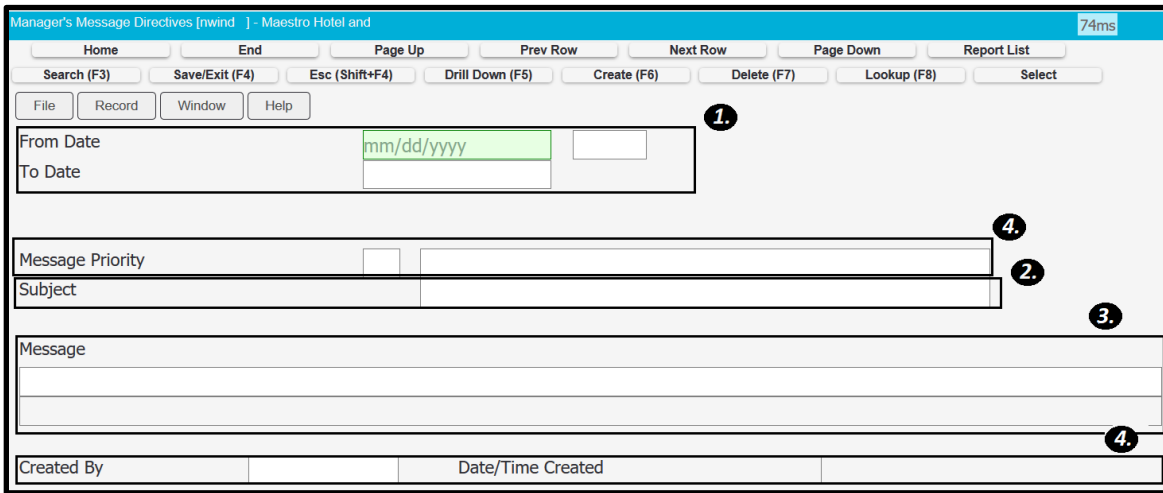 Manager's Message Directives [nwind   ] - Maestro Hotel and 74ms
Home End Page Up Prev Row Next Row Page Down Report List
Search (F3) Save/Exit (F4) Esc (Shift+F4) Drill Down (F5) Create (F6) Delete (F7) Lookup (F8) Select
File Record Window Help
1.
From Date mm/dd/yyyy
To Date
4.
Message Priority
2.
Subject
3.
Message
4.
Created By Date/Time Created